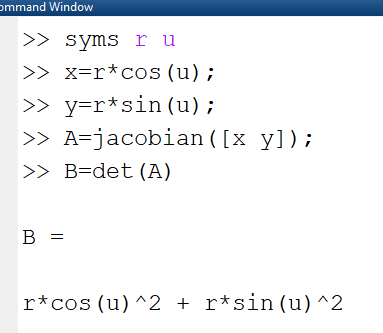 ommand Window
>> syms r u
>> x=r*cos(u);
>> y=r*sin(u);
>> A=jacobian([x y]);
>> B=det(A)
B =
r*cos(u)^2 + r*sin(u)^2